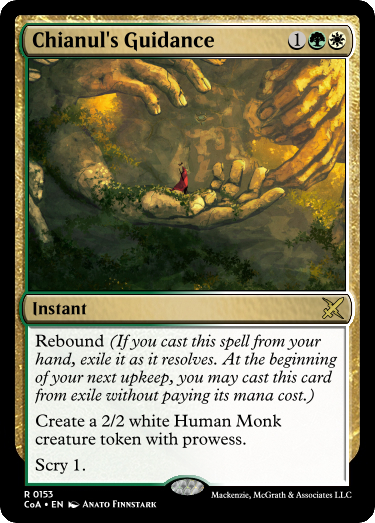 Chianul's Guidance 1
Instant
Rebound (If you cast this spell from your
hand, exile it as it resolves. At the beginning
of your next upkeep, you may cast this card
from exile without paying its mana cost.)
Create a 2/2 white Human Monk
creature token with prowess.
Scry 1.
R 0153
CoA • EN Anato Finnstark
Mackenzie, McGrath & Associates LLC